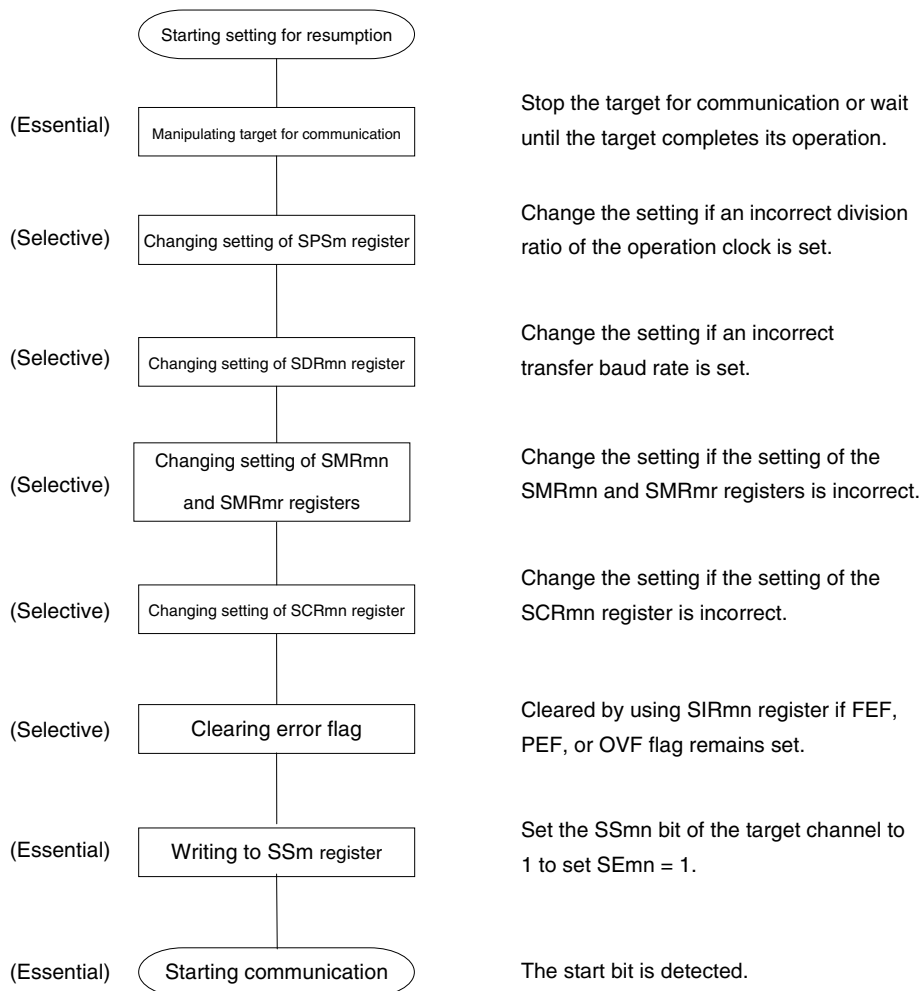 Starting setting for resumption
(Essential)
Manipulating target for communication
Stop the target for communication or wait
until the target completes its operation.
(Selective)
Changing setting of SPSm register
Change the setting if an incorrect division
ratio of the operation clock is set.
(Selective)
Changing setting of SDRmn register
Change the setting if an incorrect
transfer baud rate is set.
(Selective)
Changing setting of SMRmn
and SMRmr registers
Change the setting if the setting of the
SMRmn and SMRmr registers is incorrect.
(Selective)
Changing setting of SCRmn register
Change the setting if the setting of the
SCRmn register is incorrect.
(Selective)
Clearing error flag
Cleared by using SIRmn register if FEF,
PEF, or OVF flag remains set.
(Essential)
Writing to SSm register
Set the SSmn bit of the target channel to
1 to set SEmn = 1.
(Essential)
Starting communication
The start bit is detected.